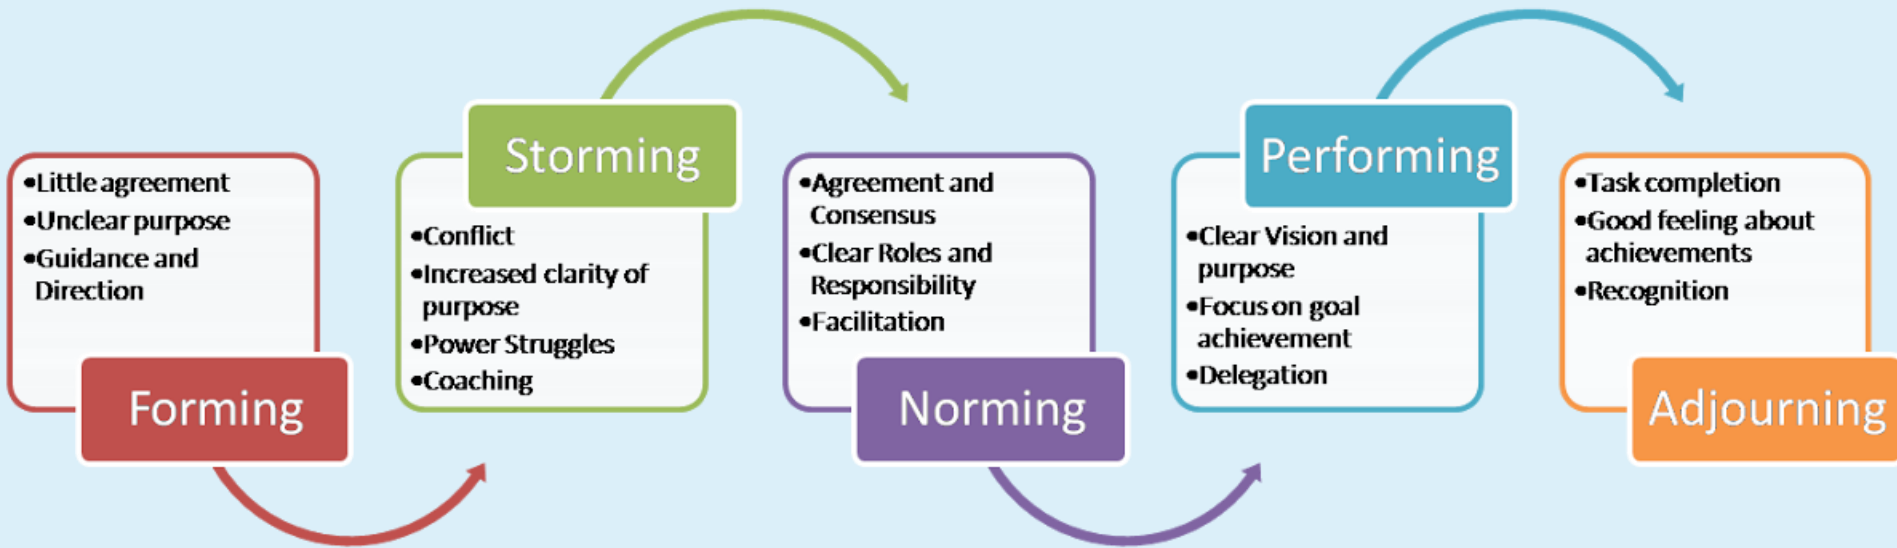 •Little agreement
•Unclear purpose
•Guidance and
Direction
Forming
Storming
•Conflict
•Increased clarity of
purpose
•Power Struggles
•Coaching
•Agreement and
Consensus
•Clear Roles and
Responsibility
•Facilitation
Norming
Performing
•Clear Vision and
purpose
•Focus on goal
achievement
•Delegation
•Task completion
•Good feeling about
achievements
•Recognition
Adjourning